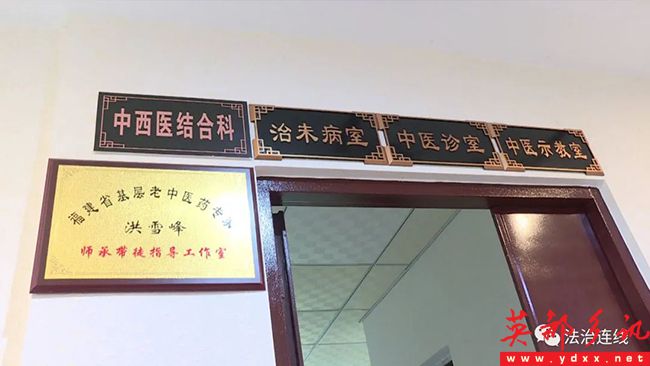 中西医结合科
治未病室
中医诊室
中医示教室
福建省基层老中医药专家
洪雪峰
师承带徒指导工作室
英都乡讯
法治连线
www.ydxx.net